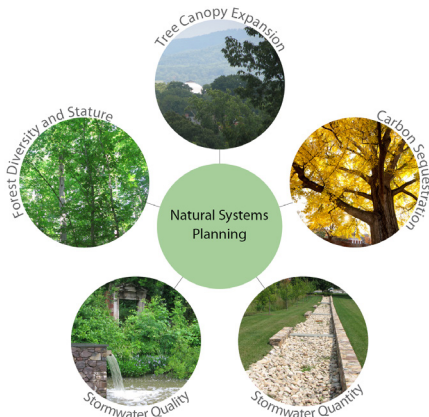 Tree Canopy Expansion
Forest Diversity and Stature
Carbon Sequestration
Natural Systems
Planning
Stormwater Quality
Stormwater Quantity